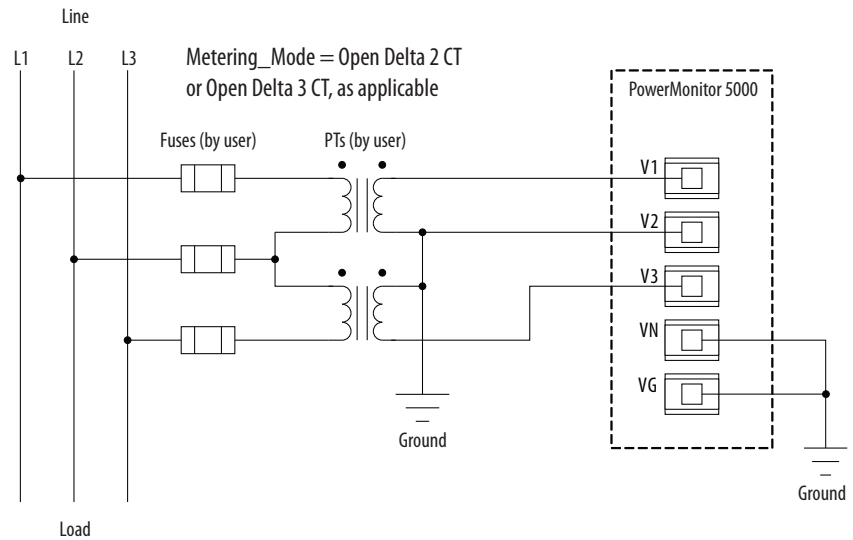 Line
L1 L2 L3
Metering_Mode = Open Delta 2 CT
or Open Delta 3 CT, as applicable
PowerMonitor 5000
Fuses (by user)
PTs (by user)
V1
V2
V3
VN
VG
Ground
Ground
Load